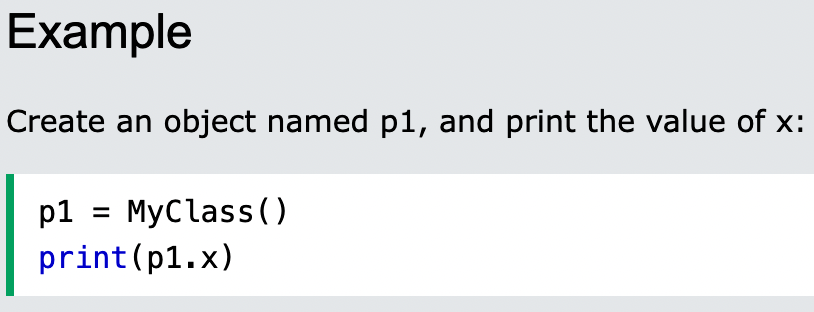 Example
Create an object named p1, and print the value of x:
p1 = MyClass()
print(p1.x)